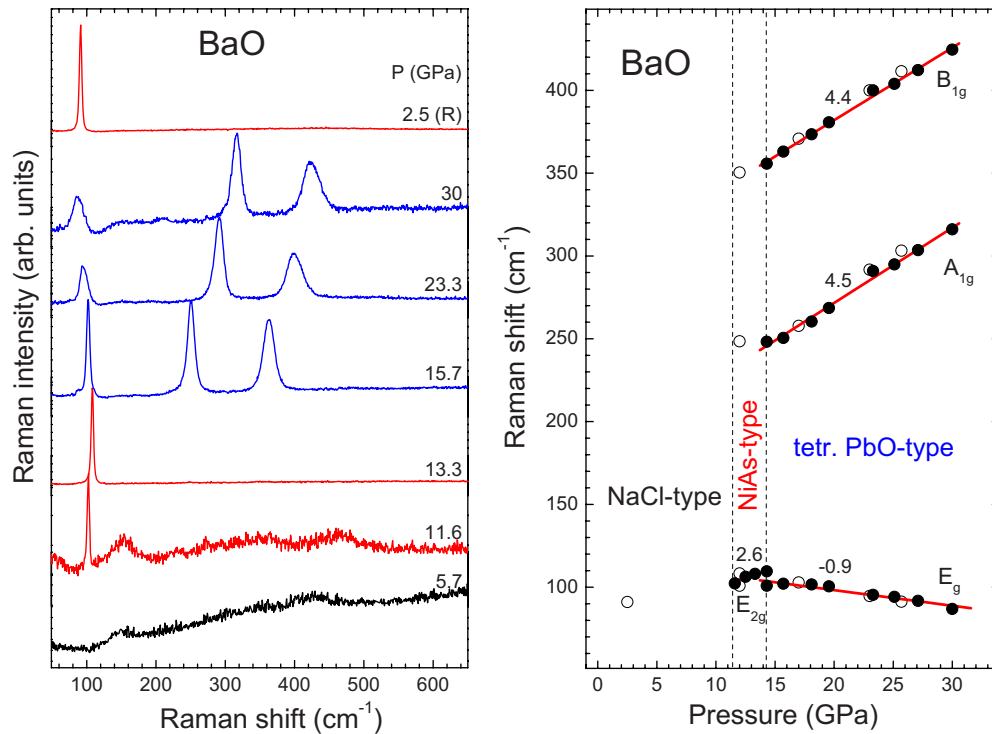 BaO
P (GPa)
2.5 (R)
30
23.3
15.7
13.3
11.6
5.7
Raman intensity (arb. units)
100 200 300 400 500 600
Raman shift (cm⁻¹)
BaO
B₁g
4.4
A₁g
4.5
NaCl-type
NiAs-type
tetr. PbO-type
2.6
-0.9
E₂g
Eg
400
350
300
250
200
150
100
Raman shift (cm⁻¹)
0 5 10 15 20 25 30
Pressure (GPa)